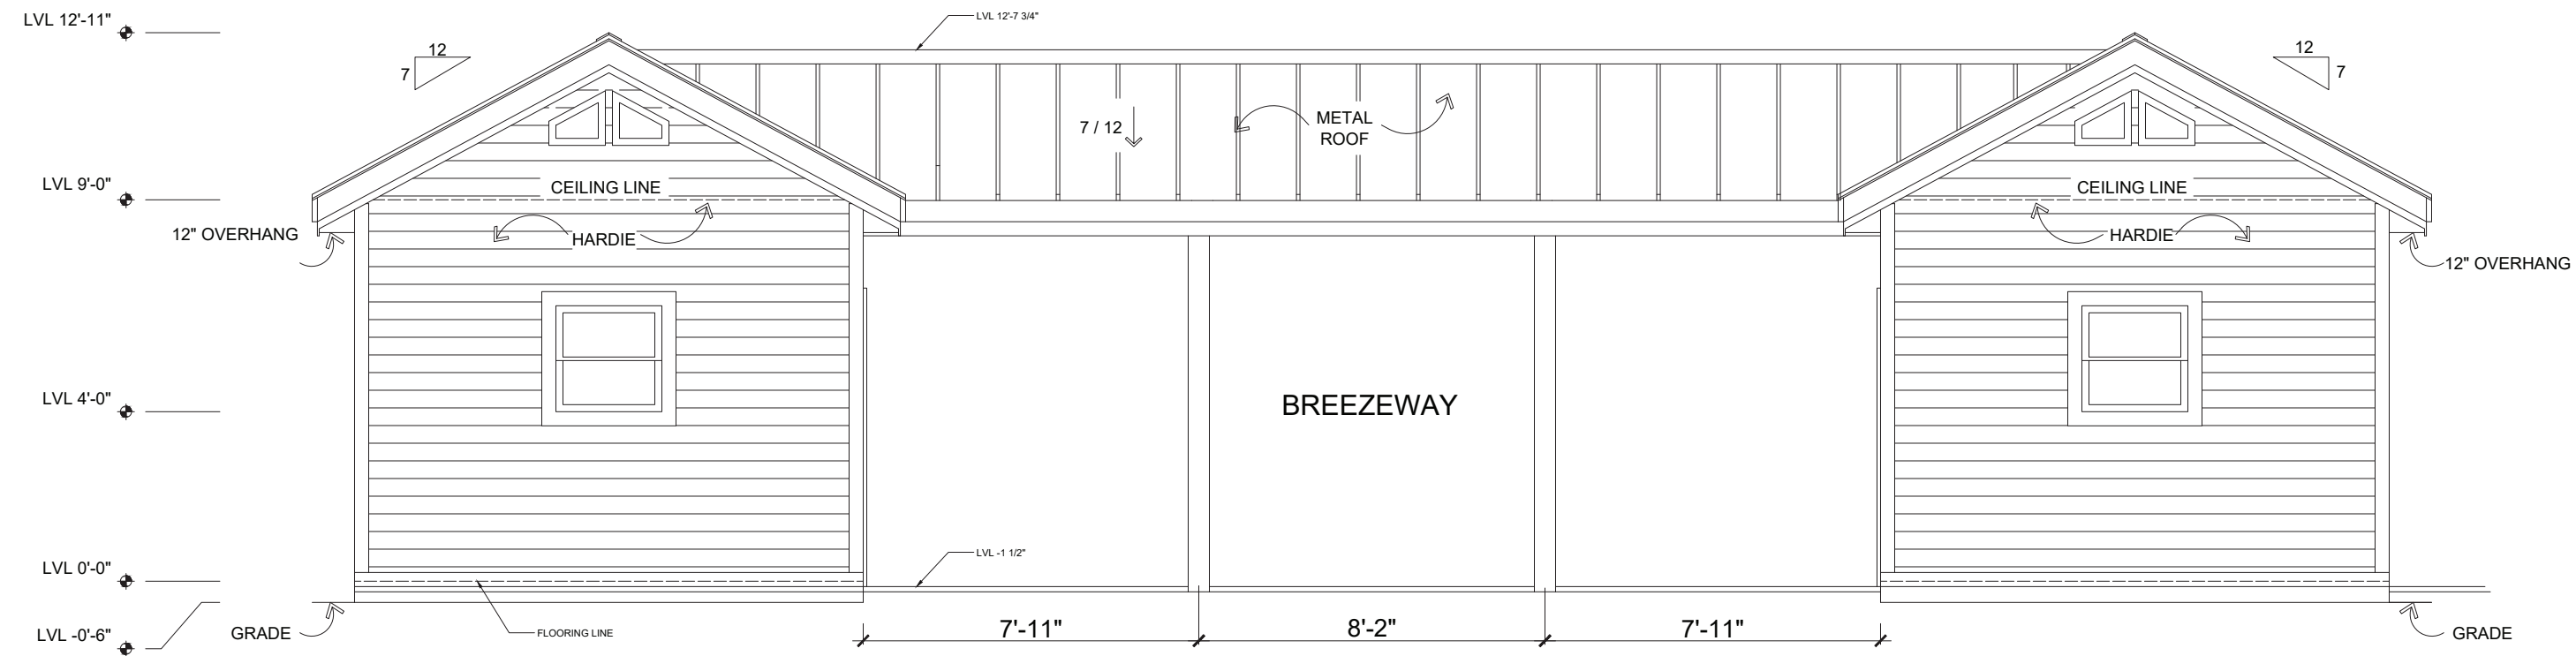 LVL 12'-11"
LVL 12'-7 3/4"
12
7
12
7
7 / 12
METAL
ROOF
LVL 9'-0"
CEILING LINE
CEILING LINE
12" OVERHANG
HARDIE
HARDIE
12" OVERHANG
LVL 4'-0"
BREEZEWAY
LVL 0'-0"
LVL -1 1/2"
LVL -0'-6"
GRADE
FLOORING LINE
7'-11"
8'-2"
7'-11"
GRADE